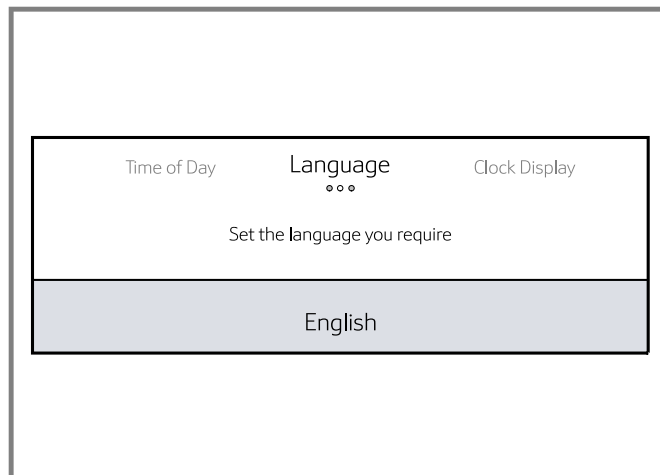 Time of Day Language Clock Display
Set the language you require
English